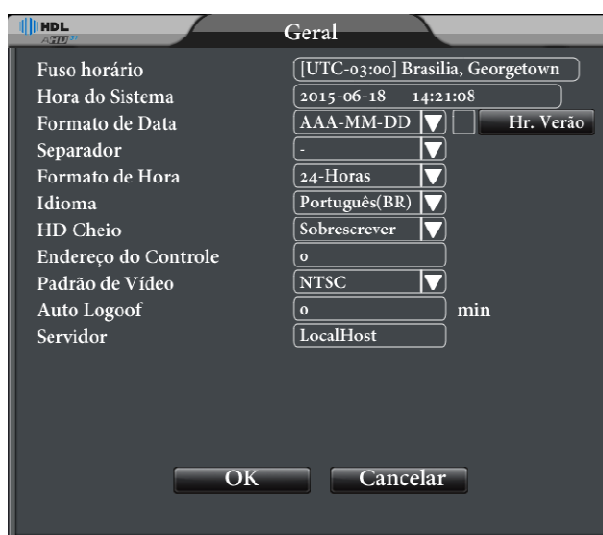 HDL
AHD
Geral
Fuso horário [UTC-03:00] Brasilia, Georgetown
Hora do Sistema 2015-06-18 14:21:08
Formato de Data AAA-MM-DD Hr. Verão
Separador -
Formato de Hora 24-Horas
Idioma Português(BR)
HD Cheio Sobrescrever
Endereço do Controle 0
Padrão de Vídeo NTSC
Auto Logoof 0 min
Servidor LocalHost
OK Cancelar